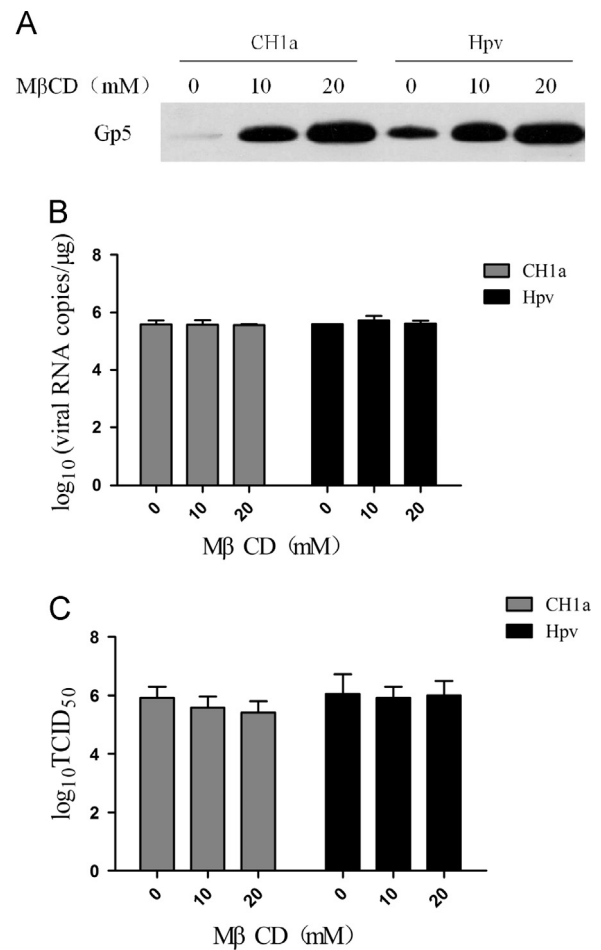 A
CH1a Hpv
MβCD (mM) 0 10 20 0 10 20
Gp5
B
log10 (viral RNA copies/μg)
8
6
4
2
0
CH1a
Hpv
0 10 20 0 10 20
Mβ CD (mM)
C
log10TCID50
8
6
4
2
0
CH1a
Hpv
0 10 20 0 10 20
Mβ CD (mM)